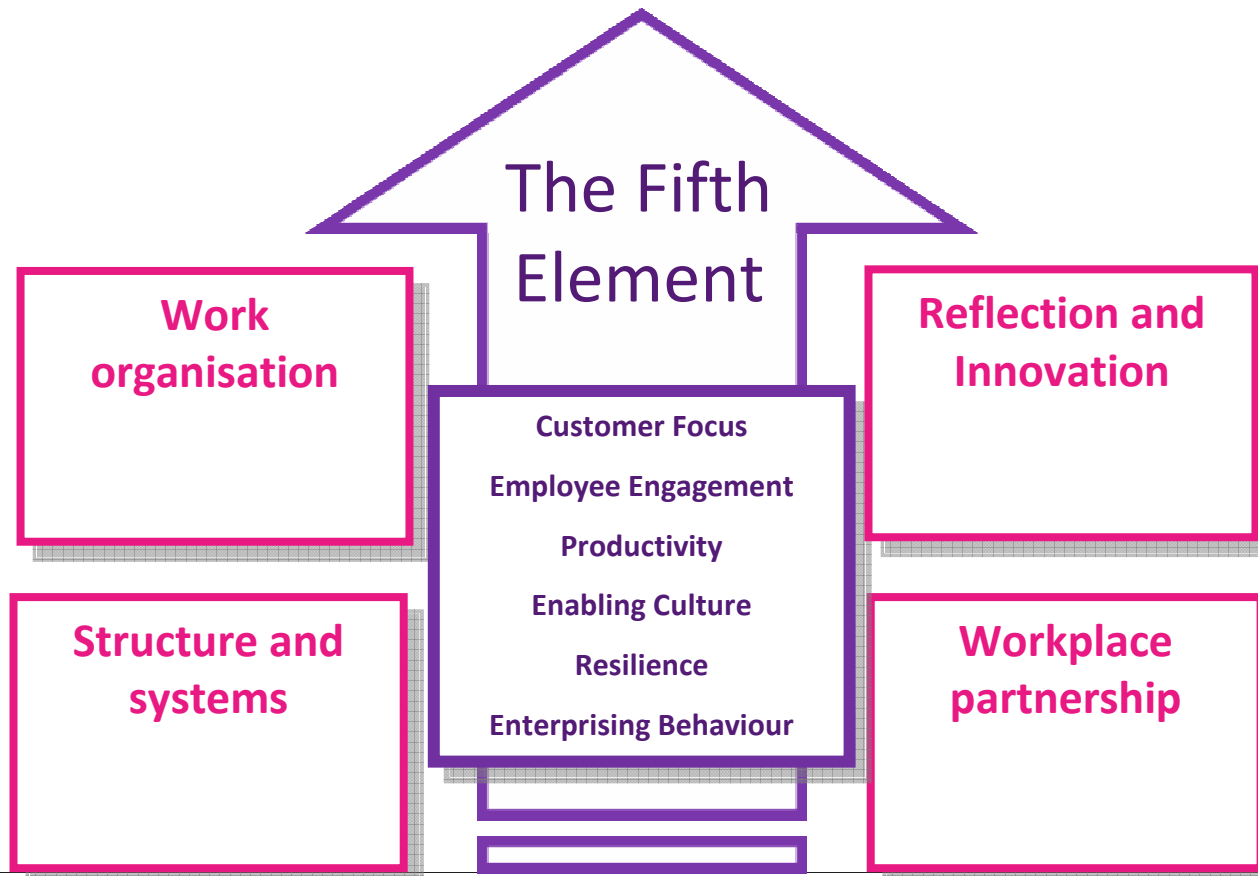 The Fifth
Element
Work
organisation
Reflection and
Innovation
Customer Focus
Employee Engagement
Productivity
Enabling Culture
Resilience
Enterprising Behaviour
Structure and
systems
Workplace
partnership